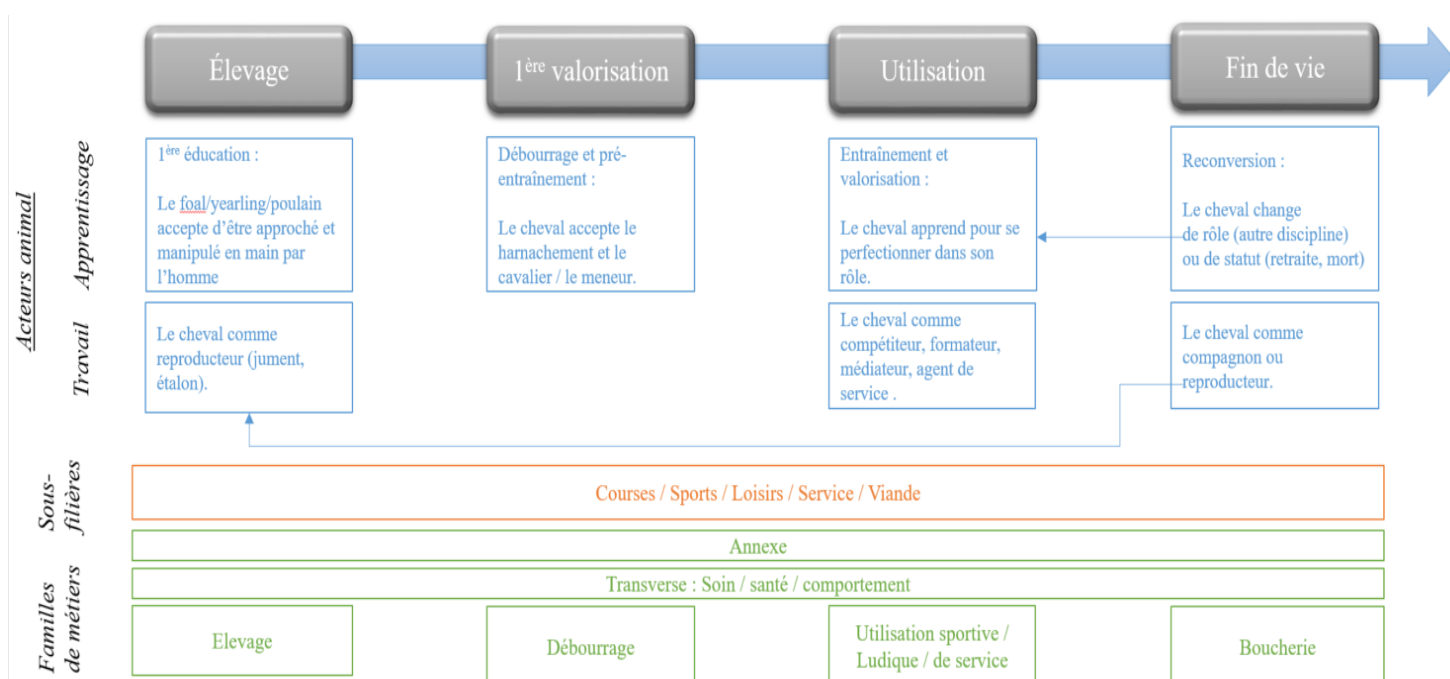 Élevage
1ère valorisation
Utilisation
Fin de vie
Acteurs animal
Apprentissage
1ère éducation :
Le foal/yearling/poulain
accepte d’être approché et
manipulé en main par
l’homme
Débourrage et pré-
entraînement :
Le cheval accepte le
harnachement et le
cavalier / le meneur.
Entraînement et
valorisation :
Le cheval apprend pour se
perfectionner dans son
rôle.
Reconversion :
Le cheval change
de rôle (autre discipline)
ou de statut (retraite, mort)
Travail
Le cheval comme
reproducteur (jument,
étalon).
Le cheval comme
compétiteur, formateur,
médiateur, agent de
service .
Le cheval comme
compagnon ou
reproducteur.
Sous-
filières
Courses / Sports / Loisirs / Service / Viande
Familles
de métiers
Annexe
Transverse : Soin / santé / comportement
Elevage
Débourrage
Utilisation sportive /
Ludique / de service
Boucherie